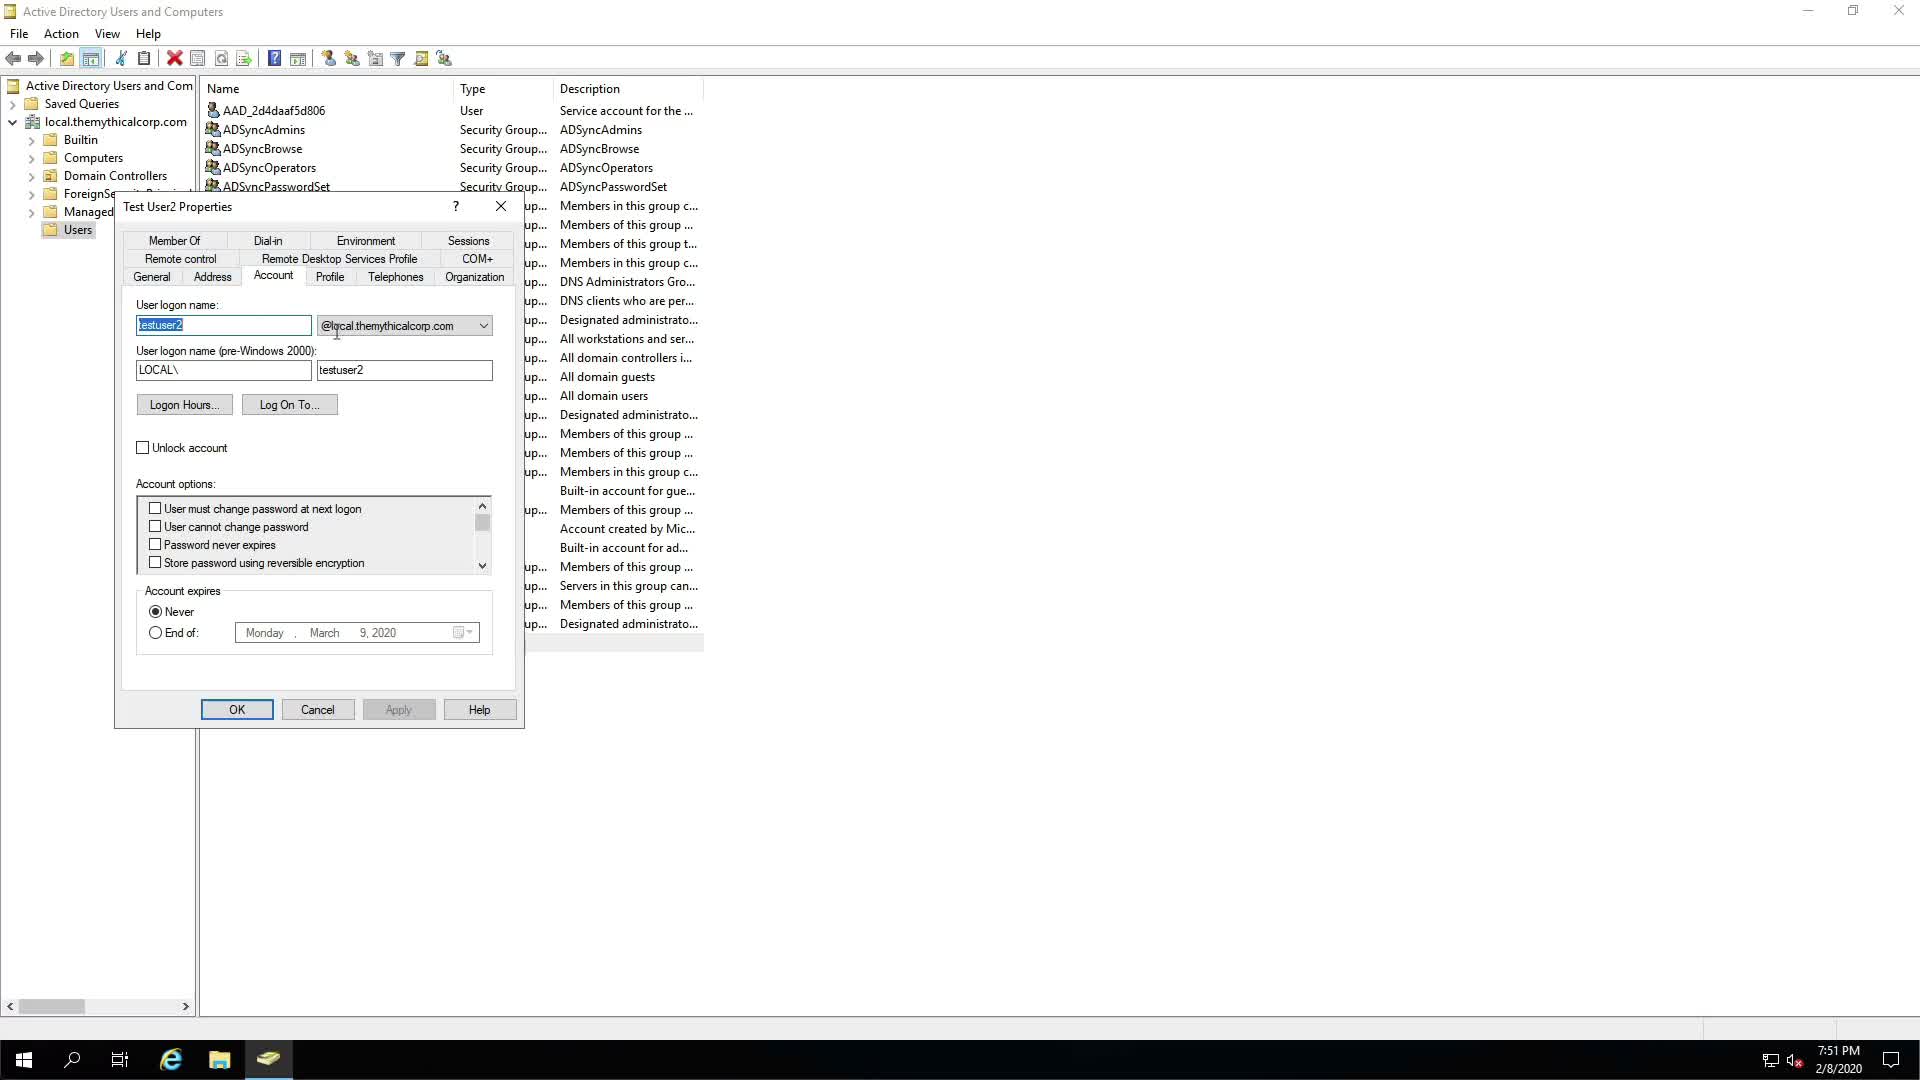 Active Directory Users and Computers
File Action View Help
Active Directory Users and Com
Saved Queries
local.themythicalcorp.com
Builtin
Computers
Domain Controllers
Managed
Users
Name Type Description
AAD_2d4daaf5d806 User Service account for the ...
ADSyncAdmins Security Group... ADSyncAdmins
ADSyncBrowse Security Group... ADSyncBrowse
ADSyncOperators Security Group... ADSyncOperators
ADSyncPasswordSet Security Group... ADSyncPasswordSet
up... Members in this group c...
up... Members of this group ...
up... Members of this group t...
up... Members in this group c...
up... DNS Administrators Gro...
up... DNS clients who are per...
up... Designated administrato...
up... All workstations and ser...
up... All domain controllers i...
up... All domain guests
up... All domain users
up... Designated administrato...
up... Members of this group ...
up... Members of this group ...
up... Members in this group c...
Built-in account for gue...
up... Members of this group ...
Account created by Mic...
Built-in account for ad...
up... Members of this group ...
up... Servers in this group can...
up... Members of this group ...
up... Designated administrato...
Test User2 Properties ?
Member Of Dial-in Environment Sessions
Remote control Remote Desktop Services Profile COM+
General Address Account Profile Telephones Organization
User logon name:
testuser2 @local.themythicalcorp.com
User logon name (pre-Windows 2000):
LOCAL\ testuser2
Logon Hours... Log On To...
Unlock account
Account options:
User must change password at next logon
User cannot change password
Password never expires
Store password using reversible encryption
Account expires
Never
End of: Monday , March 9, 2020
OK Cancel Apply Help
7:51 PM
2/8/2020